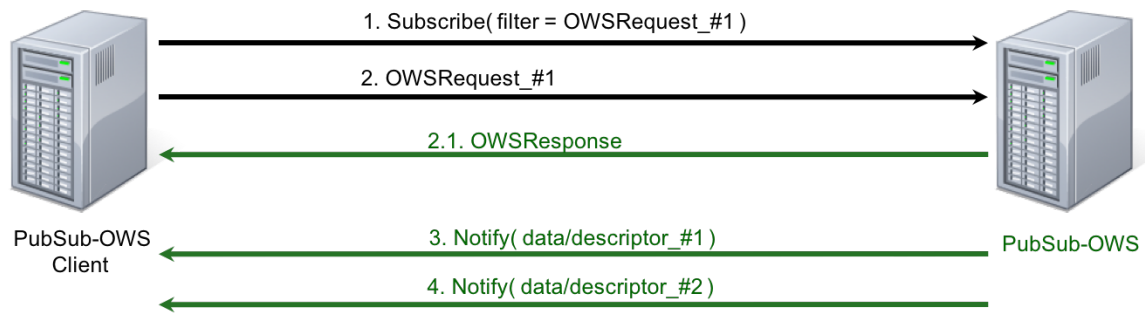 1. Subscribe( filter = OWSRequest_#1 )
2. OWSRequest_#1
2.1. OWSResponse
PubSub-OWS
Client
3. Notify( data/descriptor_#1 )
PubSub-OWS
4. Notify( data/descriptor_#2 )